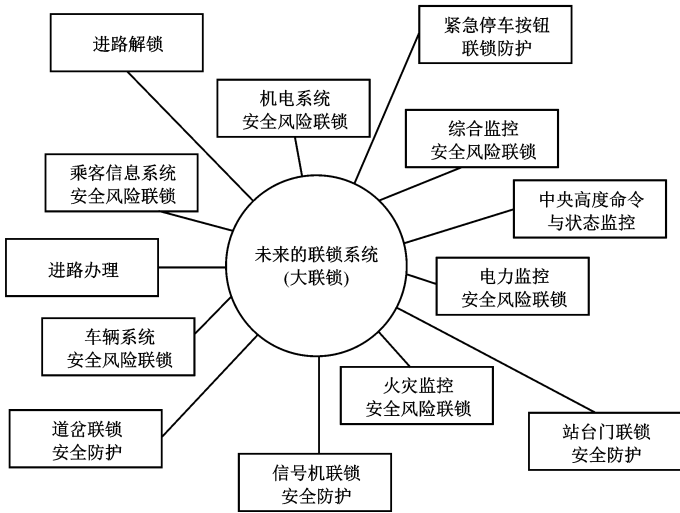 进路解锁
紧急停车按钮
联锁防护
机电系统
安全风险联锁
综合监控
安全风险联锁
乘客信息系统
安全风险联锁
中央高度命令
与状态监控
未来的联锁系统
(大联锁)
进路办理
电力监控
安全风险联锁
车辆系统
安全风险联锁
火灾监控
安全风险联锁
道岔联锁
安全防护
站台门联锁
安全防护
信号机联锁
安全防护